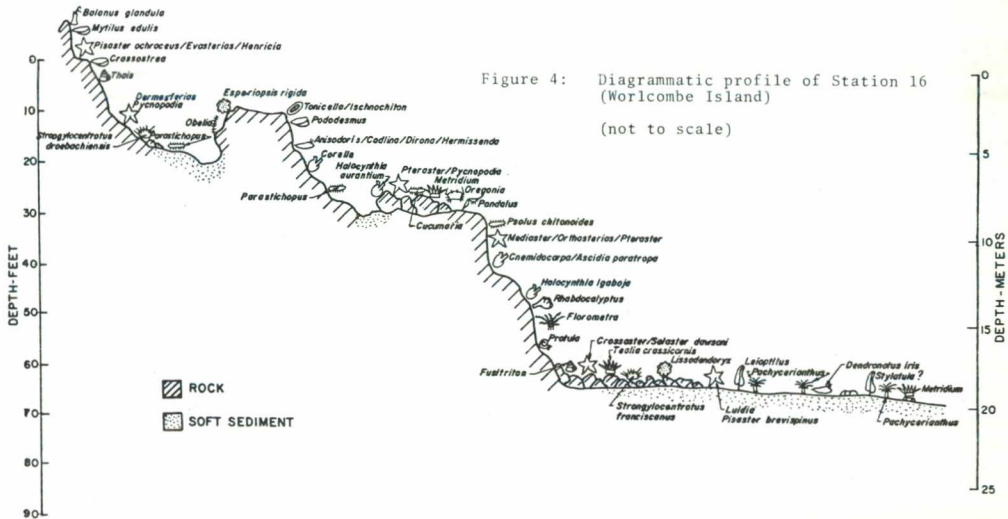 Figure 4: Diagrammatic profile of Station 16
(Worlcombe Island)
(not to scale)
Balanus glandula
Mytilus edulis
Pisaster ochraceus/Evasterias/Henricia
Crassostrea
Thais
Dermasterias
Pycnopodia
Strongylocentrotus
droebachiensis
Parastichopus
Obelia
Esperiopsis rigida
Tonicella/Ischnochiton
Pododesmus
Anisodoris/Cadlina/Dirona/Hermissenda
Corella
Halocynthia
aurantium
Parastichopus
Pteraster/Pycnopodia
Metridium
Oregonia
Pandalus
Cucumaria
Psolus chitonoides
Mediaster/Orthasterias/Pteraster
Cnemidocarpa/Ascidia paratropa
Halocynthia igaboja
Rhabdocalyptus
Florometra
Protula
Fusitriton
Crossaster/Solaster dawsoni
Tealia crassicornis
Lissodendoryx
Strongylocentrotus
franciscanus
Luidia
Pisaster brevispinus
Leioptilus
Pachycerianthus
Dendronotus iris
Stylatula ?
Metridium
Pachycerianthus
ROCK
SOFT SEDIMENT
DEPTH-FEET
0
10
20
30
40
50
60
70
80
90
DEPTH-METERS
0
5
10
15
20
25